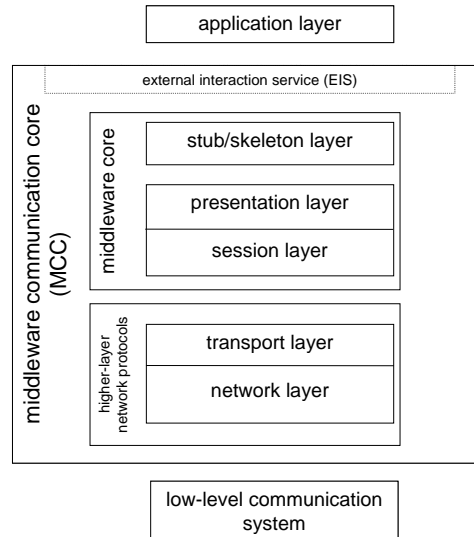 application layer
external interaction service (EIS)
middleware communication core
(MCC)
middleware core
stub/skeleton layer
presentation layer
session layer
higher-layer
network protocols
transport layer
network layer
low-level communication
system